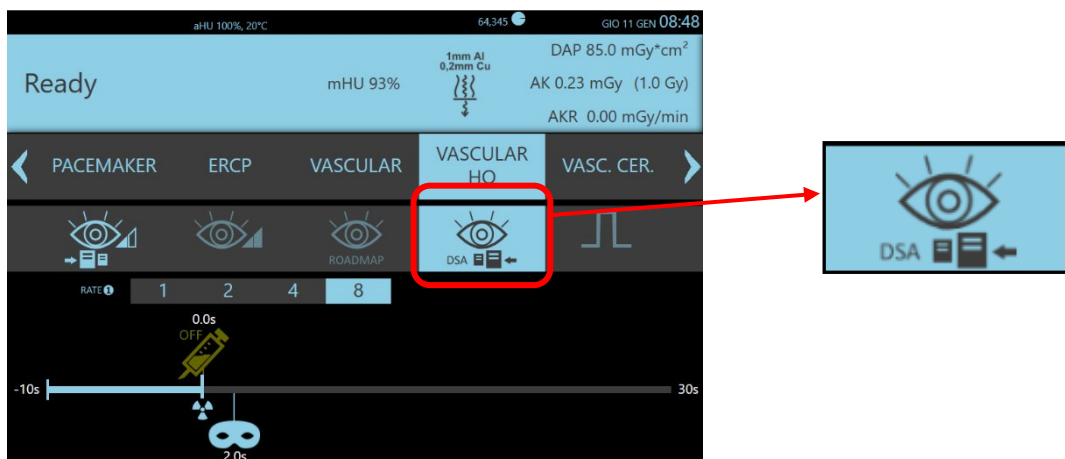 aHU 100%, 20°C 64,345 GIO 11 GEN 08:48
Ready
mHU 93%
1mm Al
0,2mm Cu
DAP 85.0 mGy*cm²
AK 0.23 mGy (1.0 Gy)
AKR 0.00 mGy/min
PACEMAKER ERCP VASCULAR VASCULAR HQ VASC. CER.
ROADMAP DSA
DSA
RATE 1 1 2 4 8
0.0s
OFF
-10s 30s
2.0s